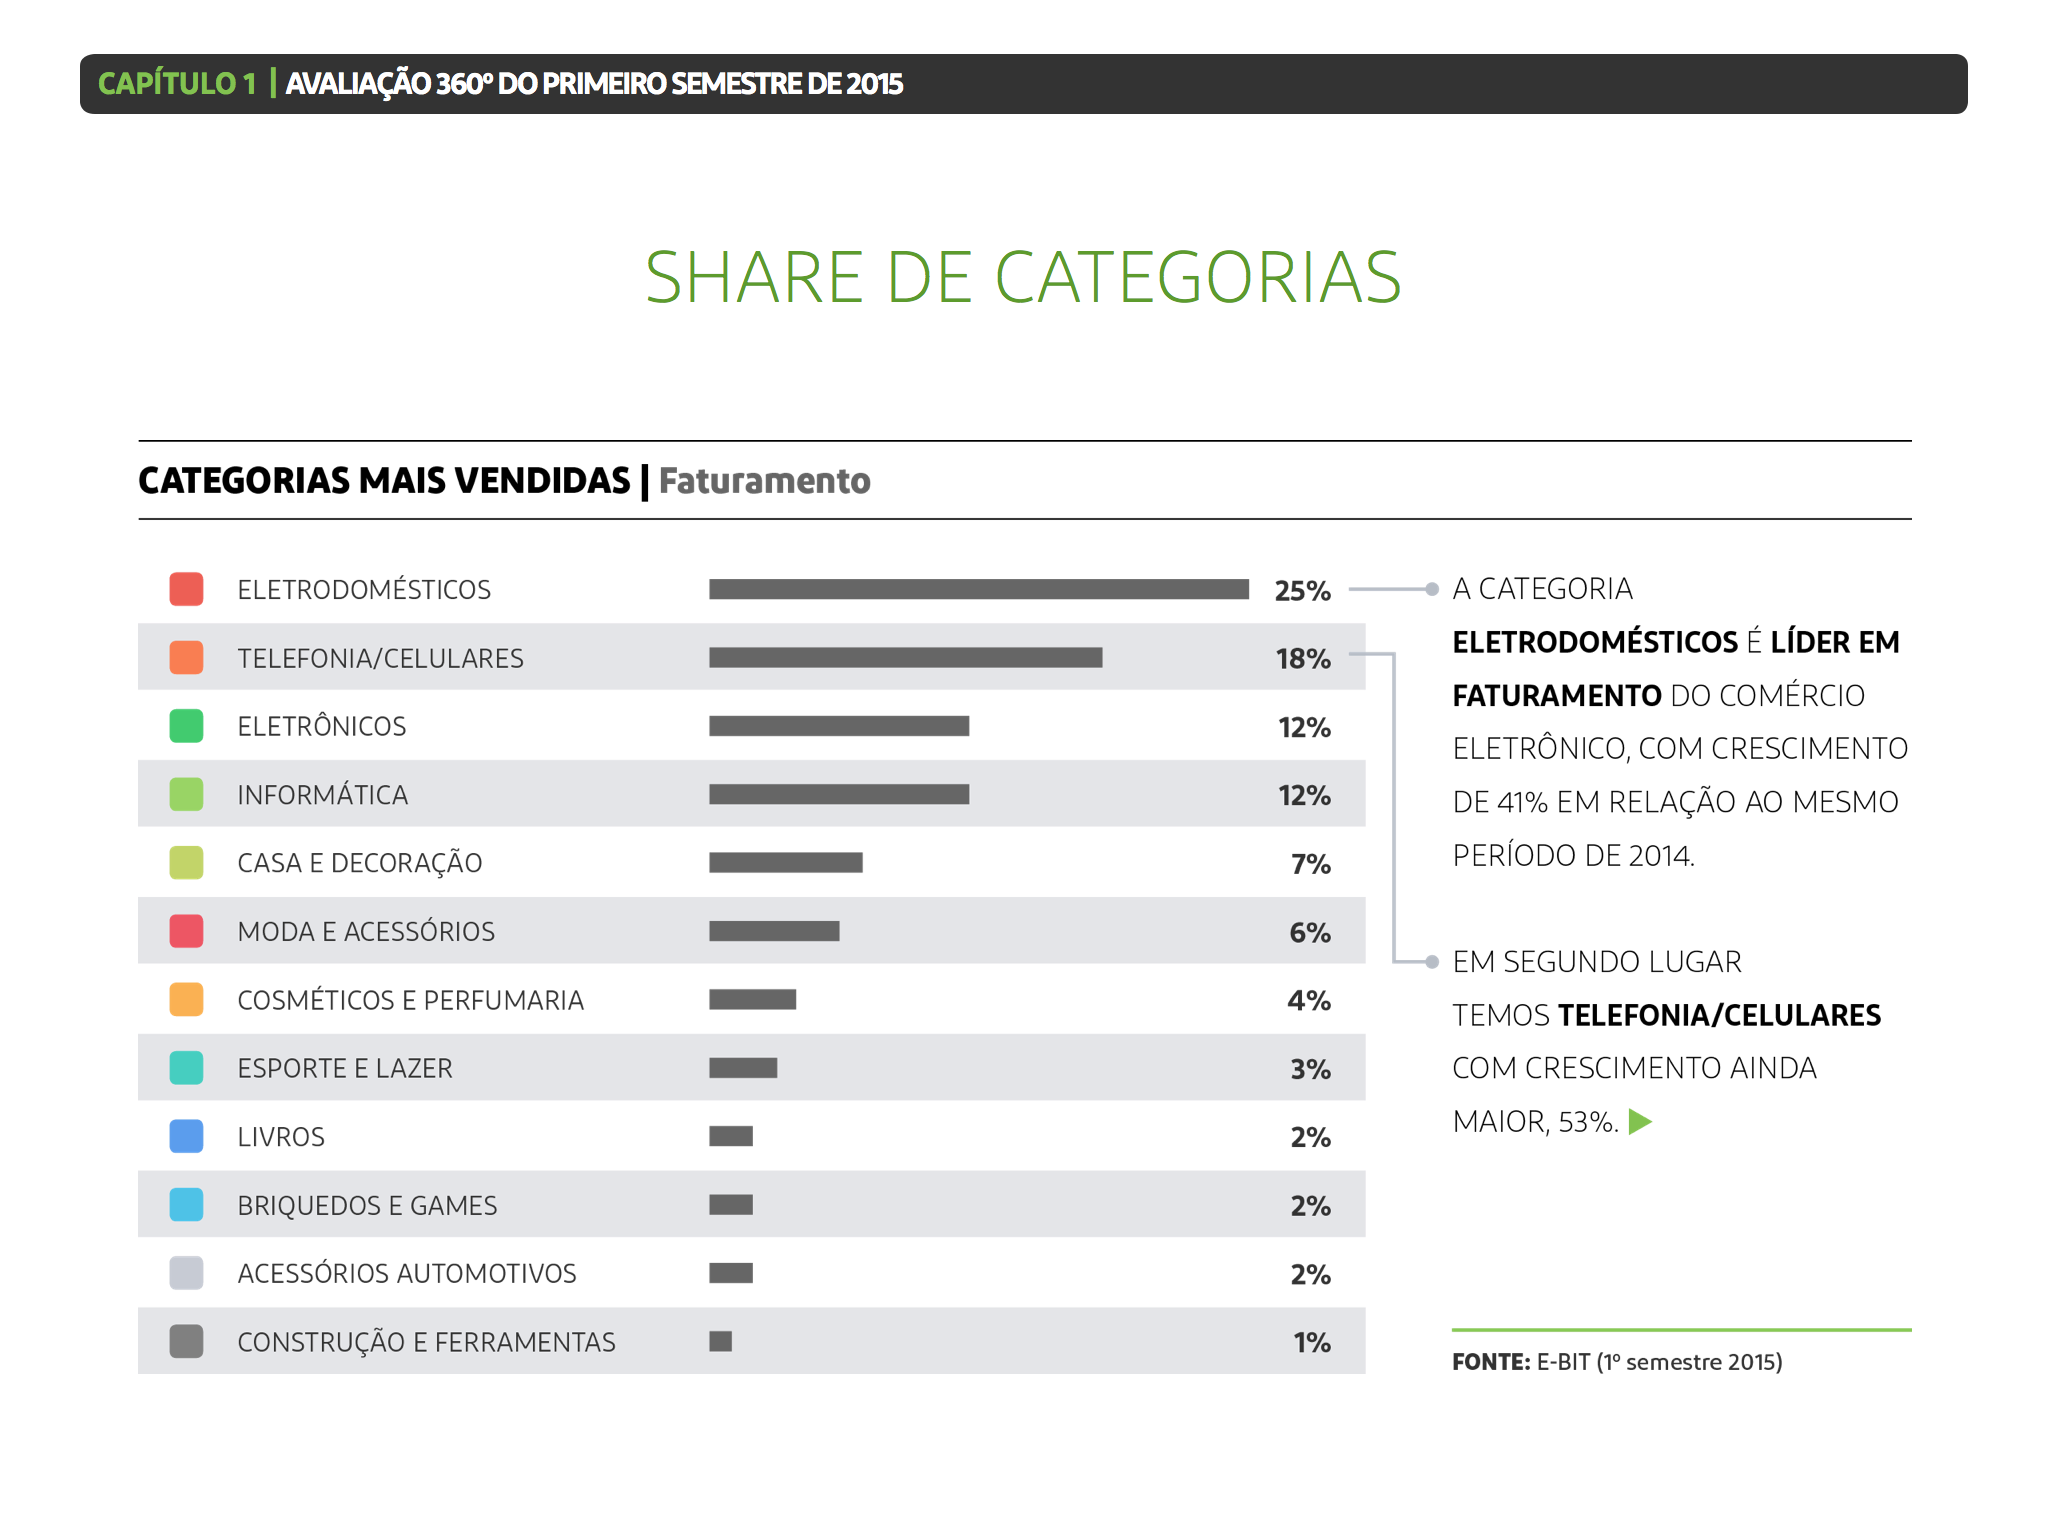 CAPÍTULO 1 | AVALIAÇÃO 360º DO PRIMEIRO SEMESTRE DE 2015
SHARE DE CATEGORIAS
CATEGORIAS MAIS VENDIDAS | Faturamento
ELETRODOMÉSTICOS 25%
TELEFONIA/CELULARES 18%
ELETRÔNICOS 12%
INFORMÁTICA 12%
CASA E DECORAÇÃO 7%
MODA E ACESSÓRIOS 6%
COSMÉTICOS E PERFUMARIA 4%
ESPORTE E LAZER 3%
LIVROS 2%
BRIQUEDOS E GAMES 2%
ACESSÓRIOS AUTOMOTIVOS 2%
CONSTRUÇÃO E FERRAMENTAS 1%
A CATEGORIA
ELETRODOMÉSTICOS É LÍDER EM
FATURAMENTO DO COMÉRCIO
ELETRÔNICO, COM CRESCIMENTO
DE 41% EM RELAÇÃO AO MESMO
PERÍODO DE 2014.
EM SEGUNDO LUGAR
TEMOS TELEFONIA/CELULARES
COM CRESCIMENTO AINDA
MAIOR, 53%.
FONTE: E-BIT (1º semestre 2015)